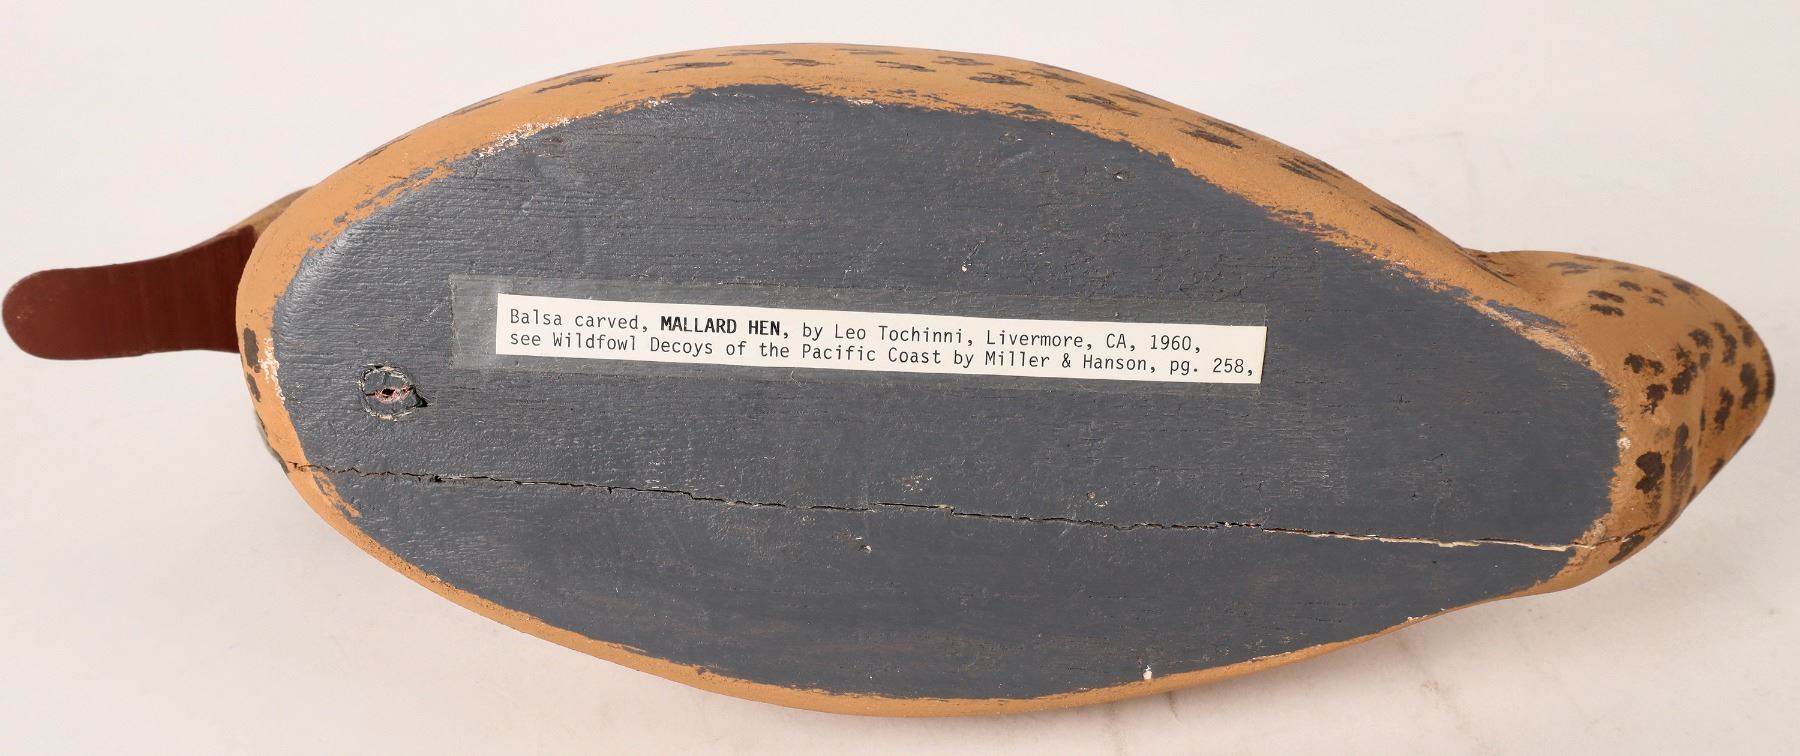 Balsa carved, MALLARD HEN, by Leo Tochinni, Livermore, CA, 1960,
see Wildfowl Decoys of the Pacific Coast by Miller & Hanson, pg. 258,